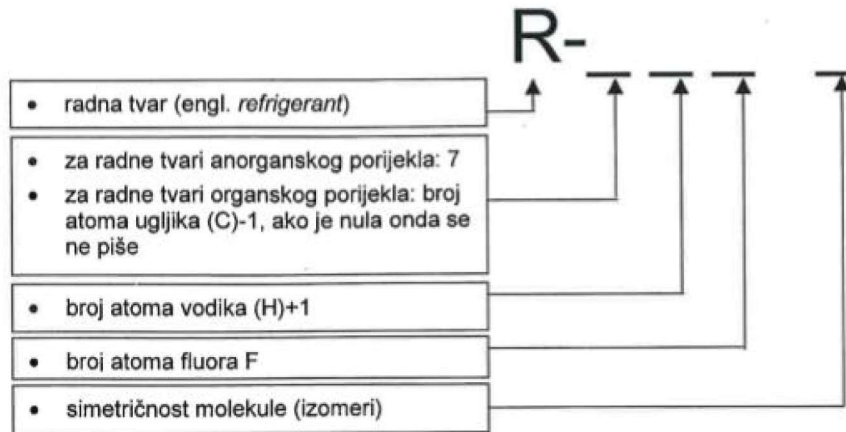 R- _ _ _ _
• radna tvar (engl. refrigerant)
• za radne tvari anorganskog porijekla: 7
• za radne tvari organskog porijekla: broj
atoma ugljika (C)-1, ako je nula onda se
ne piše
• broj atoma vodika (H)+1
• broj atoma fluora F
• simetričnost molekule (izomeri)